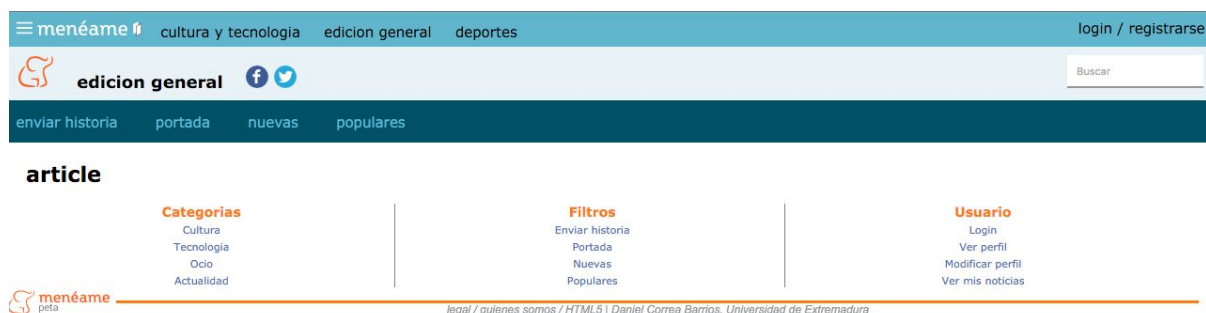 menéame cultura y tecnologia edicion general deportes login / registrarse
edicion general Buscar
enviar historia portada nuevas populares
article
Categorias
Cultura
Tecnologia
Ocio
Actualidad
Filtros
Enviar historia
Portada
Nuevas
Populares
Usuario
Login
Ver perfil
Modificar perfil
Ver mis noticias
menéame
peta
legal / quienes somos / HTML5 \ Daniel Correa Barrios. Universidad de Extremadura